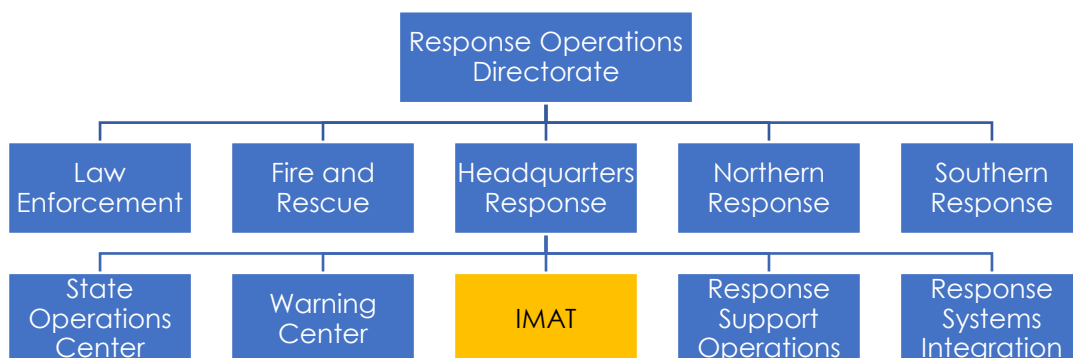 Response Operations
Directorate
Law
Enforcement
Fire and
Rescue
Headquarters
Response
Northern
Response
Southern
Response
State
Operations
Center
Warning
Center
IMAT
Response
Support
Operations
Response
Systems
Integration